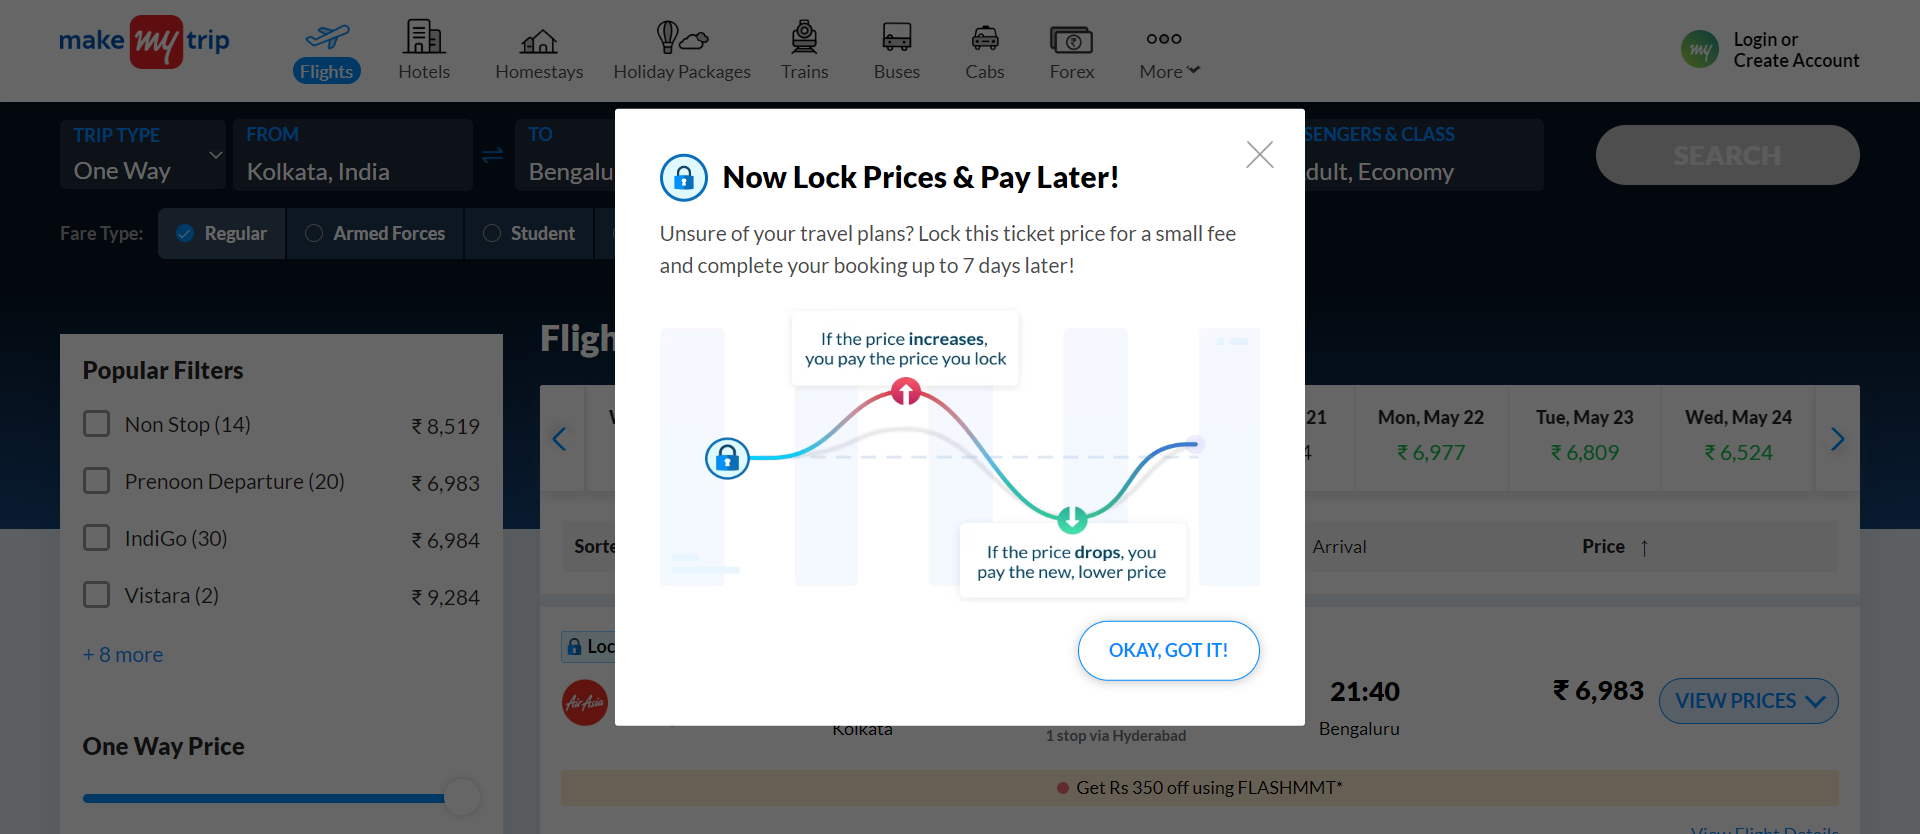 make my trip
Flights
Hotels
Homestays
Holiday Packages
Trains
Buses
Cabs
Forex
More
my
Login or
Create Account
TRIP TYPE
One Way
FROM
Kolkata, India
TO
Bengalu
SENGERS & CLASS
dult, Economy
SEARCH
Fare Type:
Regular
Armed Forces
Student
Now Lock Prices & Pay Later!
Unsure of your travel plans? Lock this ticket price for a small fee
and complete your booking up to 7 days later!
If the price increases,
you pay the price you lock
If the price drops, you
pay the new, lower price
OKAY, GOT IT!
Popular Filters
Non Stop (14) ₹ 8,519
Prenoon Departure (20) ₹ 6,983
IndiGo (30) ₹ 6,984
Vistara (2) ₹ 9,284
+ 8 more
One Way Price
Fligh
21
4
Mon, May 22
₹ 6,977
Tue, May 23
₹ 6,809
Wed, May 24
₹ 6,524
Sorte
Arrival
Price ↑
Loc
AirAsia
Kolkata
1 stop via Hyderabad
21:40
Bengaluru
₹ 6,983
VIEW PRICES
Get Rs 350 off using FLASHMMT*
View Flight Details